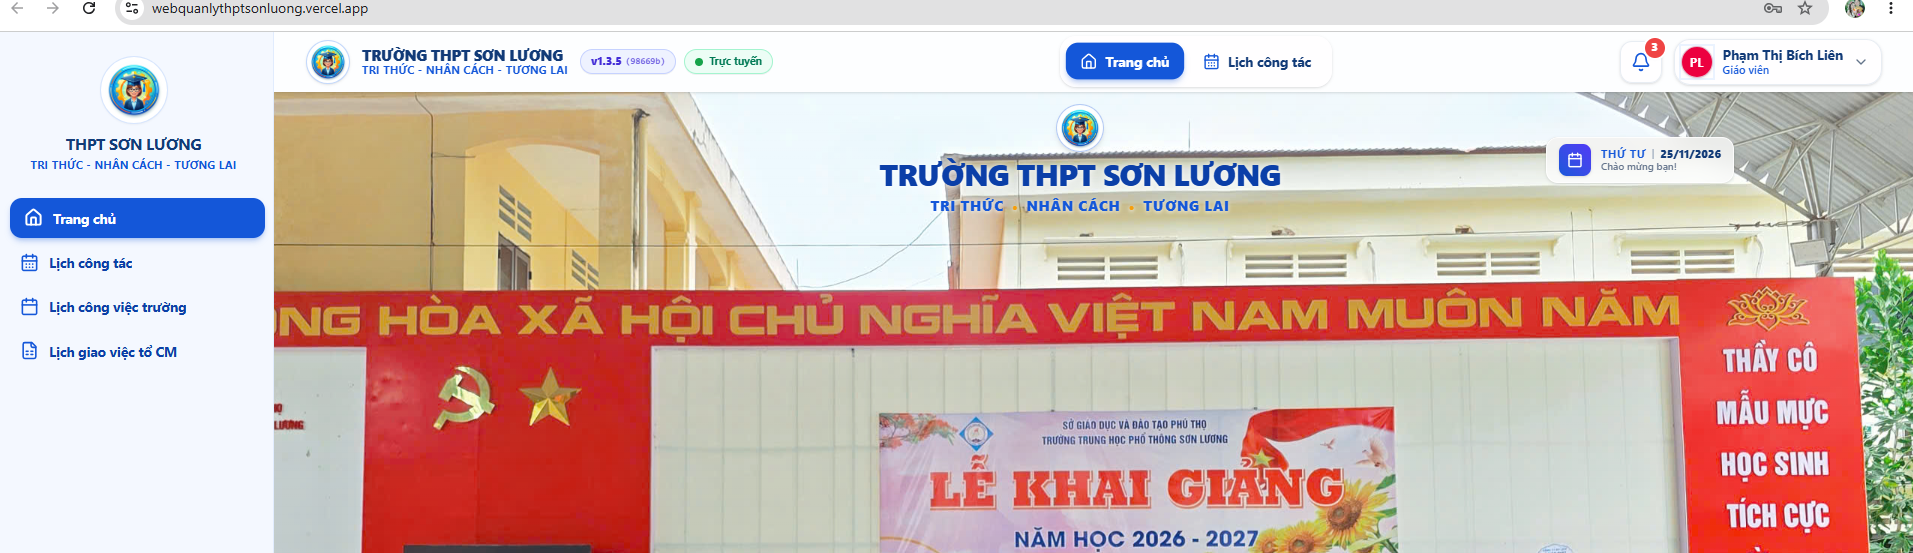 webquanlythptsonluong.vercel.app
THPT SƠN LƯƠNG
TRI THỨC - NHÂN CÁCH - TƯƠNG LAI
Trang chủ
Lịch công tác
Lịch công việc trường
Lịch giao việc tổ CM
TRƯỜNG THPT SƠN LƯƠNG
TRI THỨC - NHÂN CÁCH - TƯƠNG LAI
v1.3.5 (98669b)
Trực tuyến
Trang chủ
Lịch công tác
3
PL
Phạm Thị Bích Liên
Giáo viên
TRƯỜNG THPT SƠN LƯƠNG
TRI THỨC • NHÂN CÁCH • TƯƠNG LAI
THỨ TƯ | 25/11/2026
Chào mừng bạn!
NG HÒA XÃ HỘI CHỦ NGHĨA VIỆT NAM MUÔN NĂM
LƯƠNG
SỞ GIÁO DỤC VÀ ĐÀO TẠO PHÚ THỌ
TRƯỜNG TRUNG HỌC PHỔ THÔNG SƠN LƯƠNG
LỄ KHAI GIẢNG
NĂM HỌC 2026 - 2027
THẦY CÔ
MẪU MỰC
HỌC SINH
TÍCH CỰC